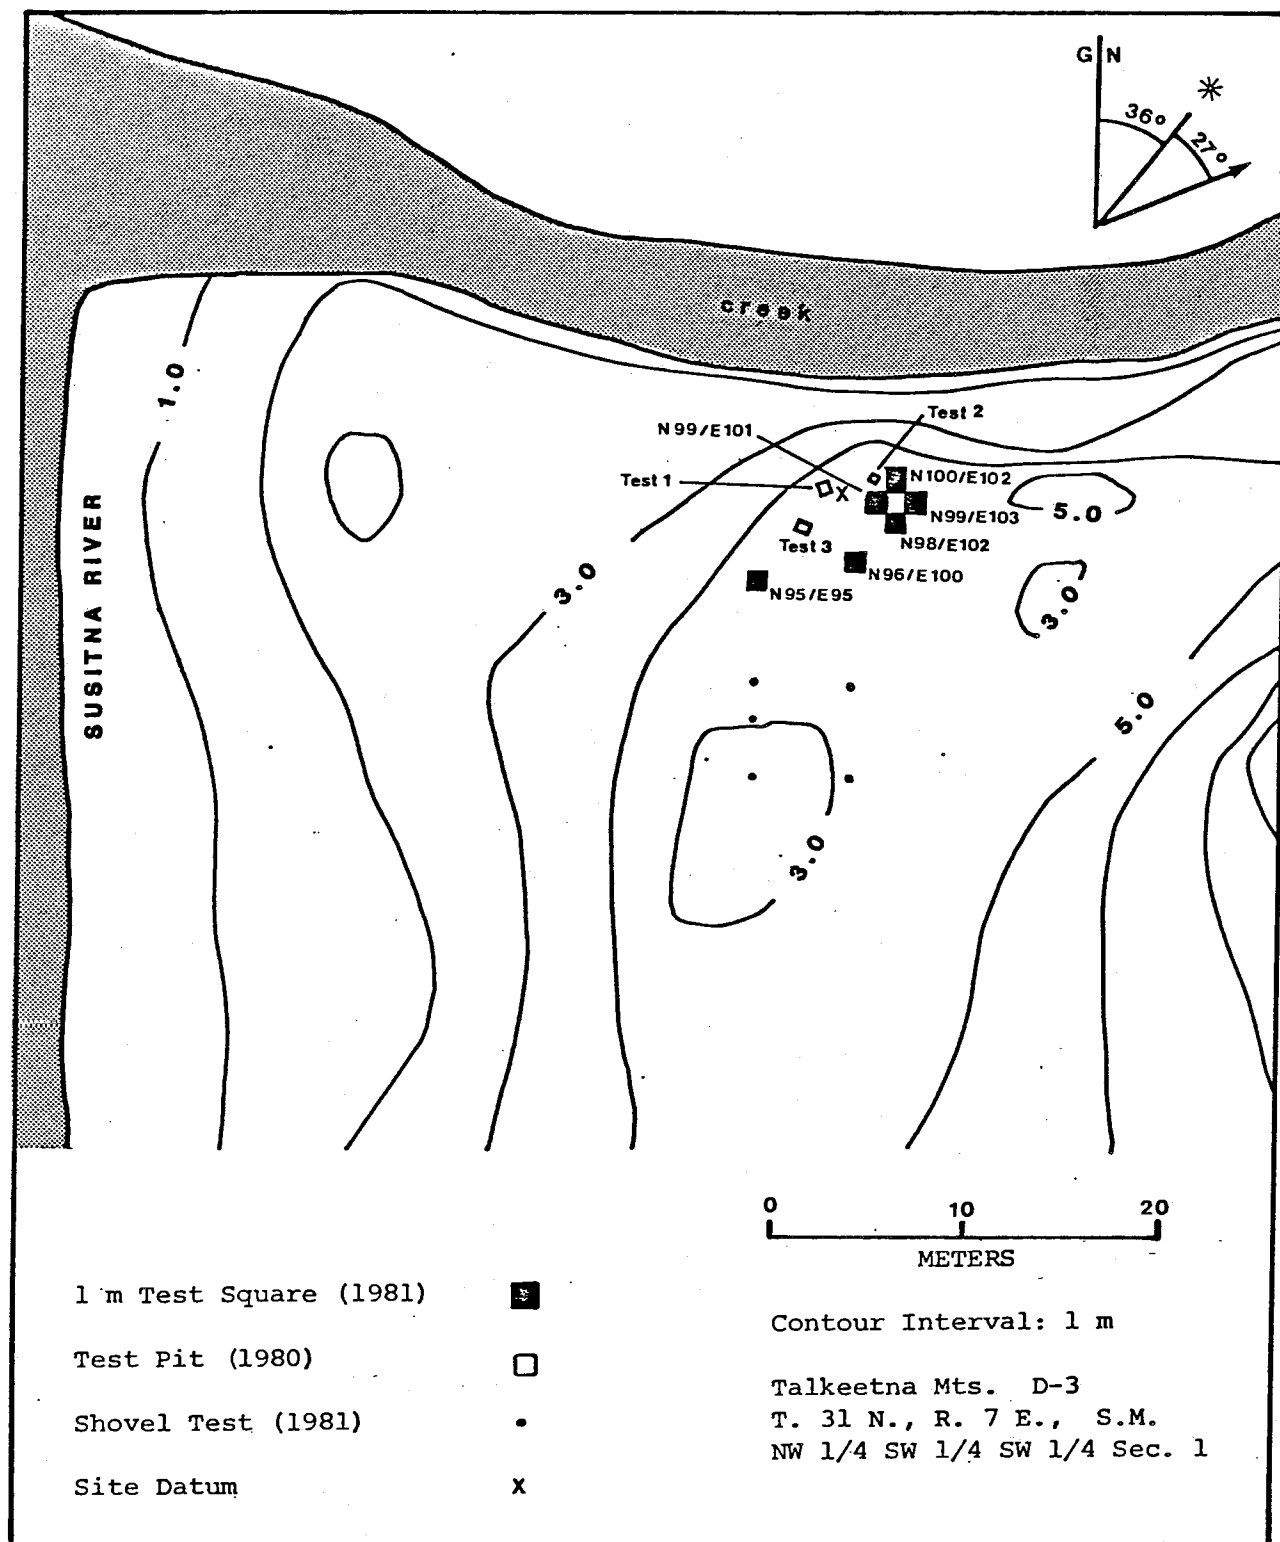 G N
36°
27°
creek
1.0
Test 2
N99/E101
Test 1
N100/E102
5.0
N99/E103
Test 3
N98/E102
3.0
N96/E100
N95/E95
3.0
SUSITNA RIVER
5.0
3.0
0 10 20
METERS
1 m Test Square (1981)
Test Pit (1980)
Shovel Test (1981)
Site Datum X
Contour Interval: 1 m
Talkeetna Mts. D-3
T. 31 N., R. 7 E., S.M.
NW 1/4 SW 1/4 SW 1/4 Sec. 1